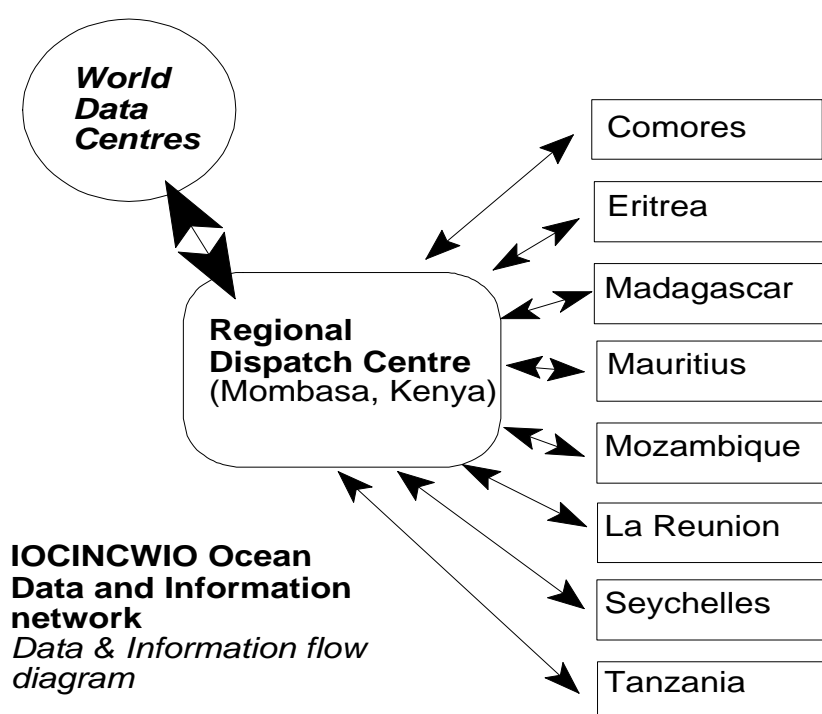 World
Data
Centres
Comores
Eritrea
Madagascar
Regional
Dispatch Centre
(Mombasa, Kenya)
Mauritius
Mozambique
La Reunion
Seychelles
Tanzania
IOCINCWIO Ocean
Data and Information
network
Data & Information flow
diagram